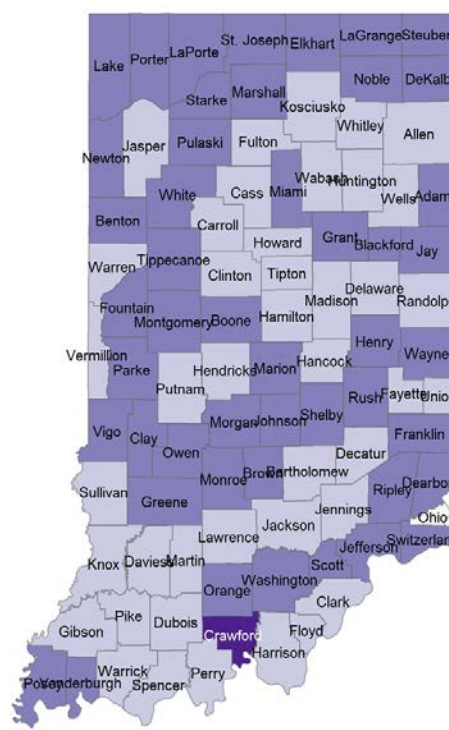 St. Joseph
Elkhart
LaGrange
Steuben
LaPorte
Porter
Lake
Noble
DeKalb
Marshall
Starke
Kosciusko
Whitley
Allen
Jasper
Pulaski
Fulton
Newton
Wabash
Huntington
White
Cass
Miami
Wells
Adam
Benton
Carroll
Grant
Blackford
Jay
Howard
Tippecanoe
Warren
Clinton
Tipton
Delaware
Madison
Randolp
Fountain
Montgomery
Boone
Hamilton
Henry
Vermillion
Hendricks
Marion
Hancock
Wayne
Parke
Putnam
Rush
Fayette
Union
Shelby
Morgan
Johnson
Vigo
Clay
Franklin
Owen
Decatur
Brown
Bartholomew
Dearborn
Monroe
Ripley
Sullivan
Greene
Jennings
Ohio
Jackson
Lawrence
Switzerland
Jefferson
Knox
Daviess
Martin
Scott
Washington
Orange
Clark
Pike
Dubois
Floyd
Gibson
Crawford
Harrison
Warrick
Perry
Posey
Vanderburgh
Spencer